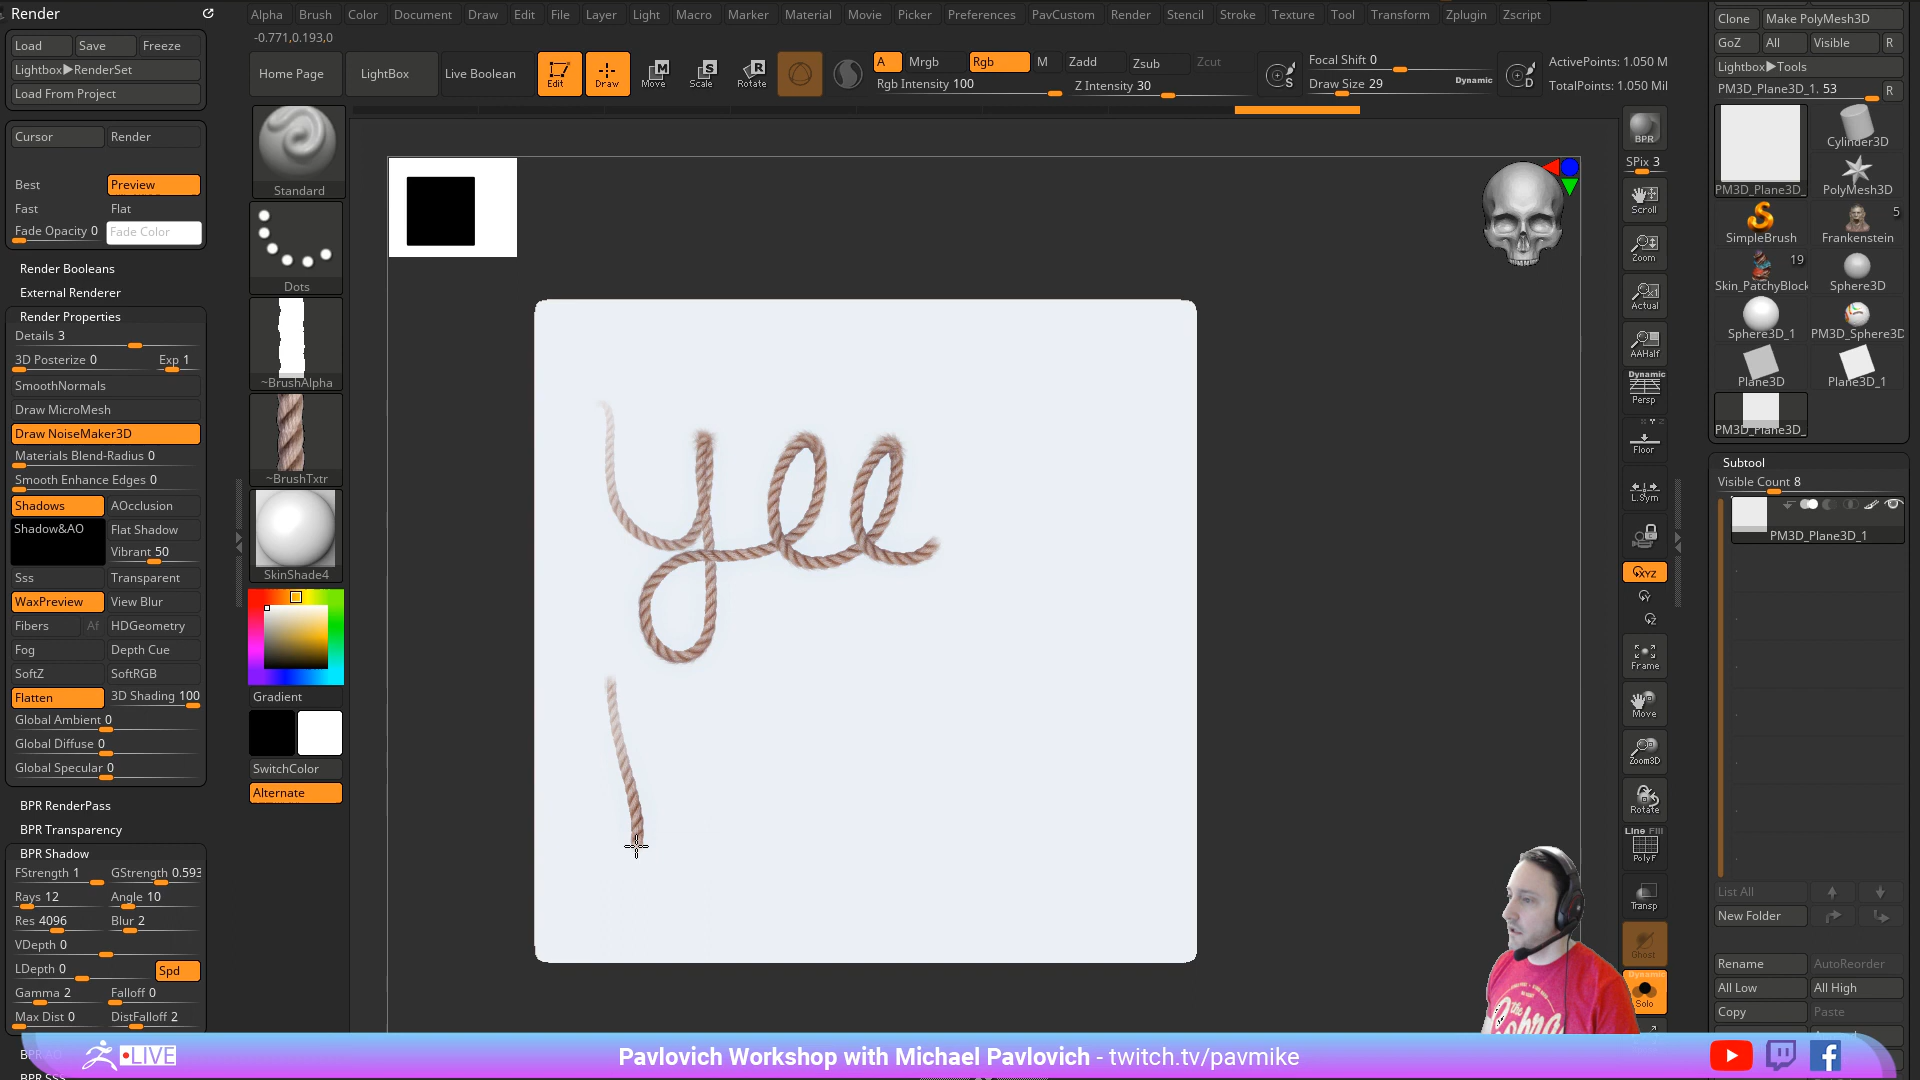 Render
Alpha Brush Color Document Draw Edit File Layer Light Macro Marker Material Movie Picker Preferences PavCustom Render Stencil Stroke Texture Tool Transform Zplugin Zscript
-0.771,0.193,0
Load Save Freeze
Lightbox▶RenderSet
Load From Project
Cursor Render
Best Preview
Fast Flat
Fade Opacity 0 Fade Color
Render Booleans
External Renderer
Render Properties
Details 3
3D Posterize 0 Exp 1
SmoothNormals
Draw MicroMesh
Draw NoiseMaker3D
Materials Blend-Radius 0
Smooth Enhance Edges 0
Shadows AOcclusion
Shadow&AO Flat Shadow
Vibrant 50
Sss Transparent
WaxPreview View Blur
Fibers Af HDGeometry
Fog Depth Cue
SoftZ SoftRGB
Flatten 3D Shading 100
Global Ambient 0
Global Diffuse 0
Global Specular 0
BPR RenderPass
BPR Transparency
BPR Shadow
FStrength 1 GStrength 0.593
Rays 12 Angle 10
Res 4096 Blur 2
VDepth 0
LDepth 0 Spd
Gamma 2 Falloff 0
Max Dist 0 DistFalloff 2
Home Page LightBox Live Boolean
Edit Draw Move Scale Rotate
A Mrgb Rgb M Zadd Zsub Zcut
Rgb Intensity 100 Z Intensity 30
Focal Shift 0
Draw Size 29 Dynamic
ActivePoints: 1.050 M
TotalPoints: 1.050 Mil
Standard
Dots
~BrushAlpha
~BrushTxtr
SkinShade4
Gradient
SwitchColor
Alternate
yee
BPR
SPix 3
Scroll
Zoom
Actual
AAHalf
Dynamic
Persp
Floor
L.Sym
XYZ
Y
Z
Frame
Move
Zoom3D
Rotate
Line Fill
PolyF
Transp
Ghost
Dynamic
Solo
Clone Make PolyMesh3D
GoZ All Visible R
Lightbox▶Tools
PM3D_Plane3D_1. 53 R
PM3D_Plane3D_ Cylinder3D
PolyMesh3D
SimpleBrush Frankenstein 5
Skin_PatchyBlock 19 Sphere3D
Sphere3D_1 PM3D_Sphere3D
Plane3D Plane3D_1
PM3D_Plane3D_
Subtool
Visible Count 8
PM3D_Plane3D_1
List All
New Folder
Rename AutoReorder
All Low All High
Copy Paste
LIVE
Pavlovich Workshop with Michael Pavlovich - twitch.tv/pavmike